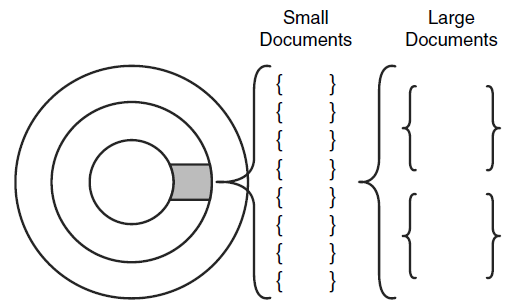 Small
Documents
Large
Documents
{ }
{ }
{ }
{ }
{ }
{ }
{ }
{ }